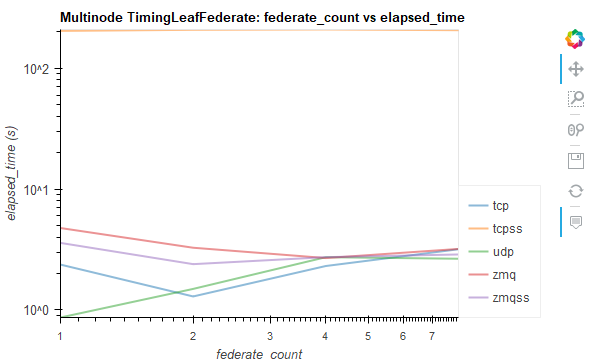 Multinode TimingLeafFederate: federate_count vs elapsed_time
10^2
10^1
10^0
elapsed_time (s)
1 2 3 4 5 6 7
federate_count
tcp
tcpss
udp
zmq
zmqss